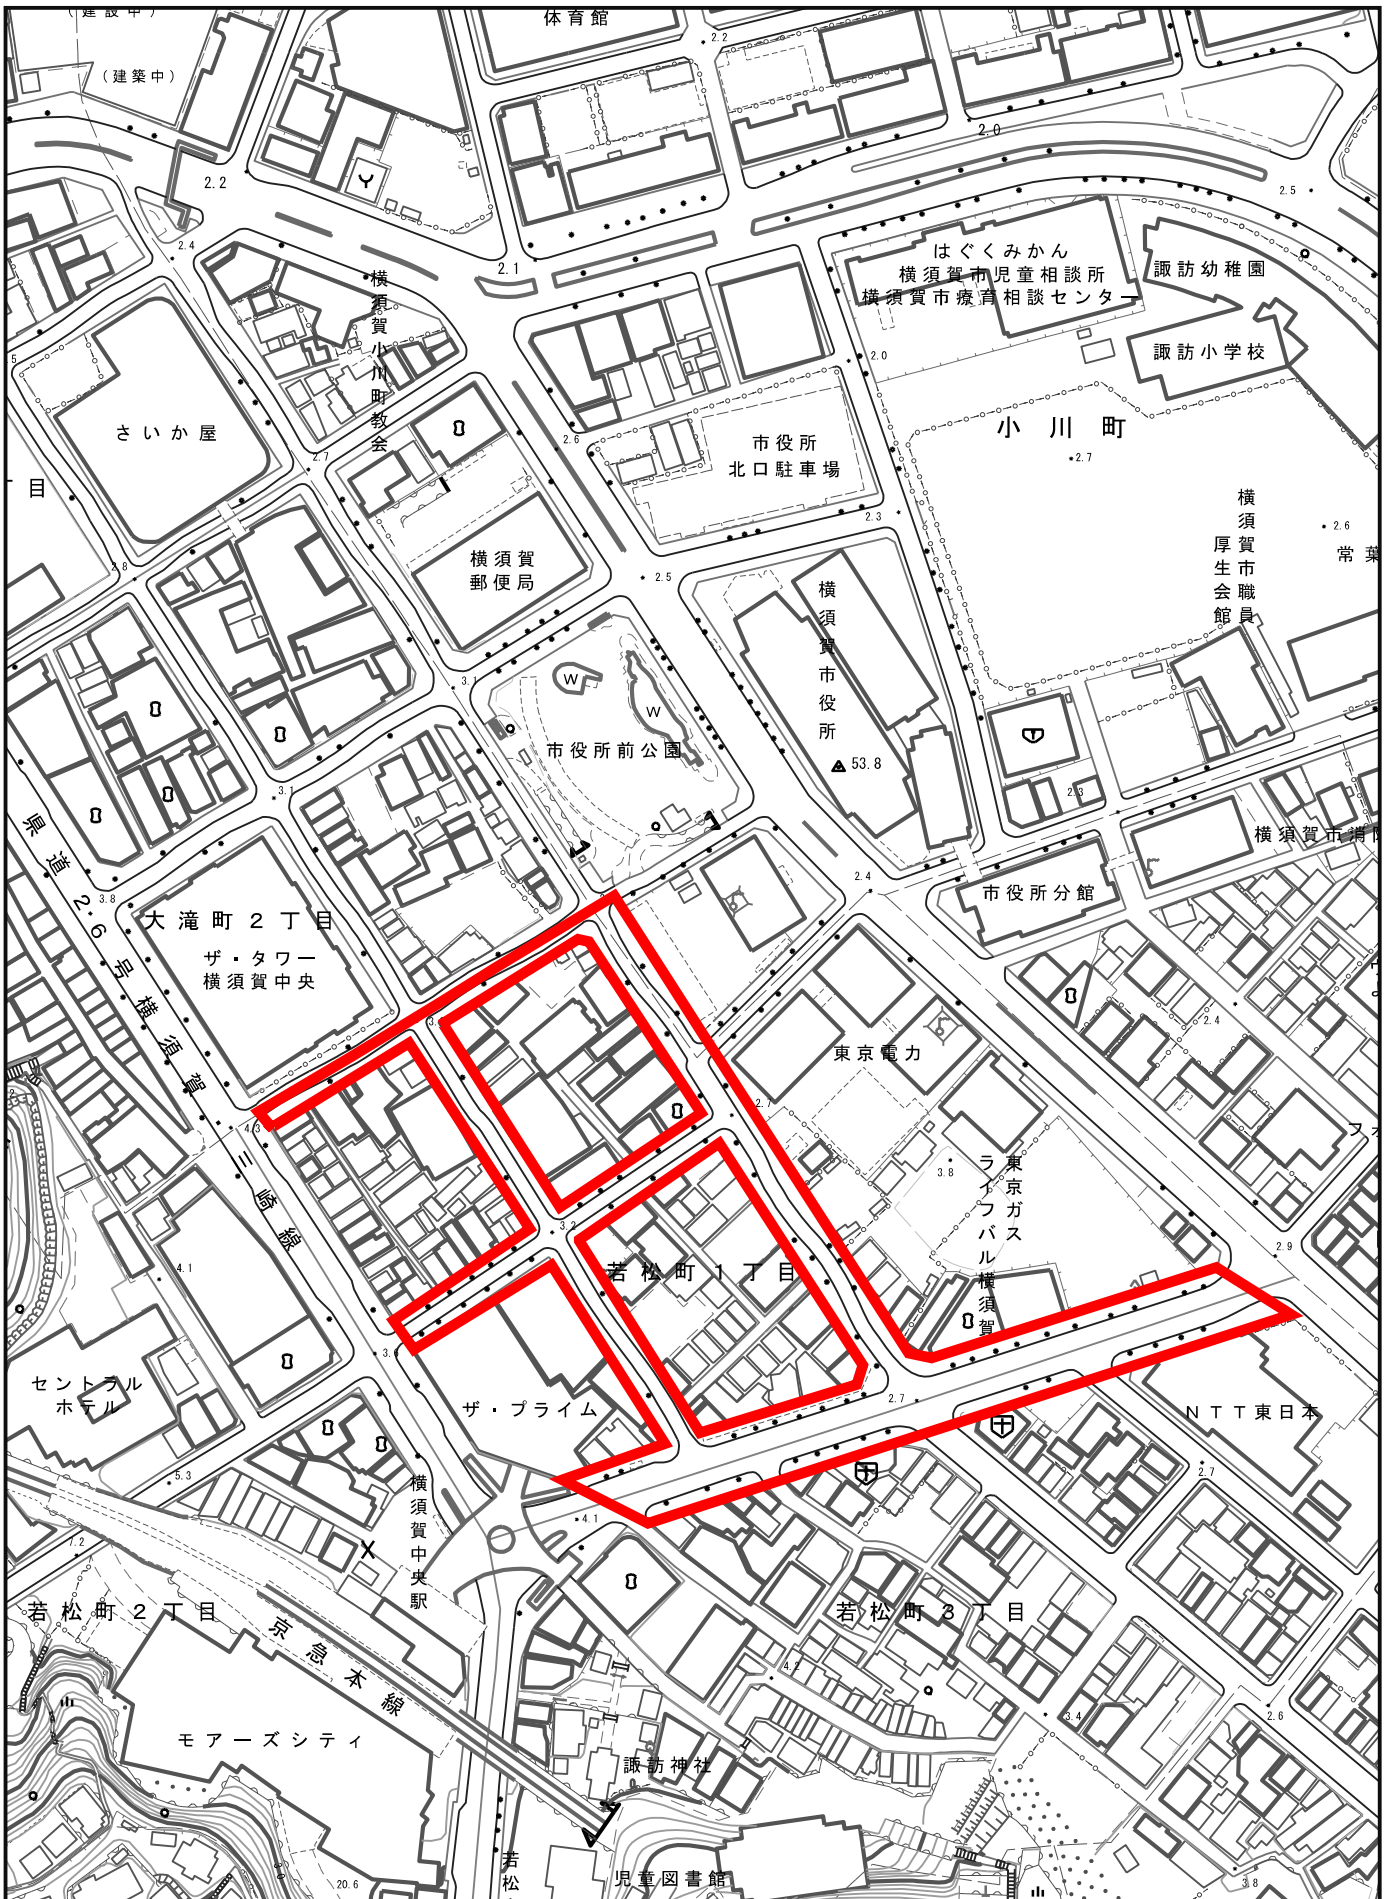 (建設中)
体育館
2.2
(建築中)
2.0
2.2
2.5
2.4
2.1
はぐくみかん
横須賀市児童相談所
横須賀市療育相談センター
諏訪幼稚園
横須賀小川町教会
2.0
諏訪小学校
さいか屋
小川町
2.6
市役所
北口駐車場
2.7
2.7
目
横須賀市職員
厚生会館
2.3
2.6
常葉
横須賀
郵便局
2.8
2.5
横須賀市役所
3.1
W
W
市役所前公園
53.8
3.1
2.3
県道26号横須賀三崎線
横須賀市消防
3.8
2.4
市役所分館
大滝町2丁目
ザ・タワー
横須賀中央
2.4
東京電力
4.3
2.7
3.8
東京ガス
ライフバル横須賀
フォ
3.2
2.9
4.1
若松町1丁目
セントラル
ホテル
2.7
ザ・プライム
NTT東日本
5.3
横須賀中央駅
2.7
4.1
7.2
若松町2丁目
若松町3丁目
京急本線
4.2
3.4
2.6
モアーズシティ
諏訪神社
若松
児童図書館
20.6
3.8